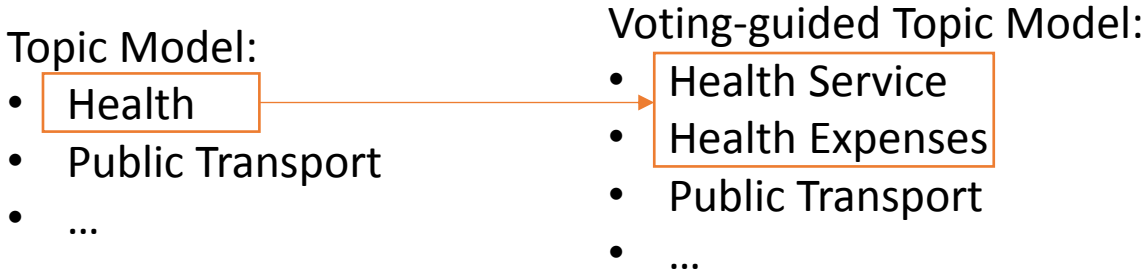 Topic Model:
• Health
• Public Transport
• ...
Voting-guided Topic Model:
• Health Service
• Health Expenses
• Public Transport
• ...